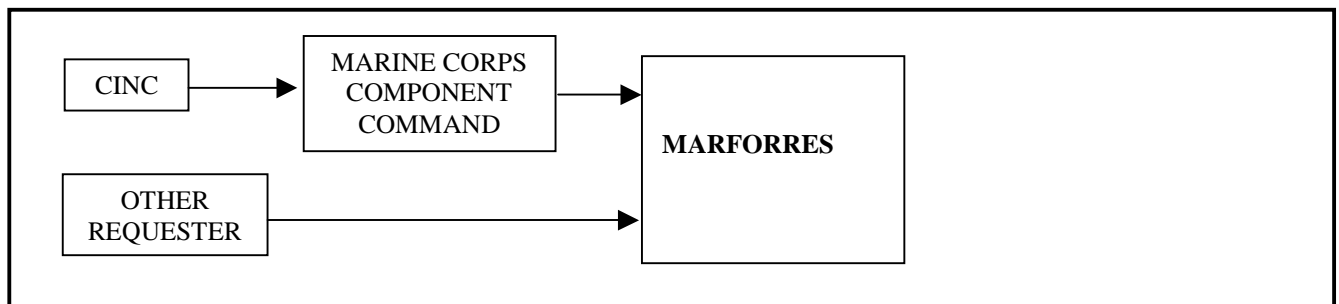 CINC
MARINE CORPS
COMPONENT
COMMAND
MARFORRES
OTHER
REQUESTER